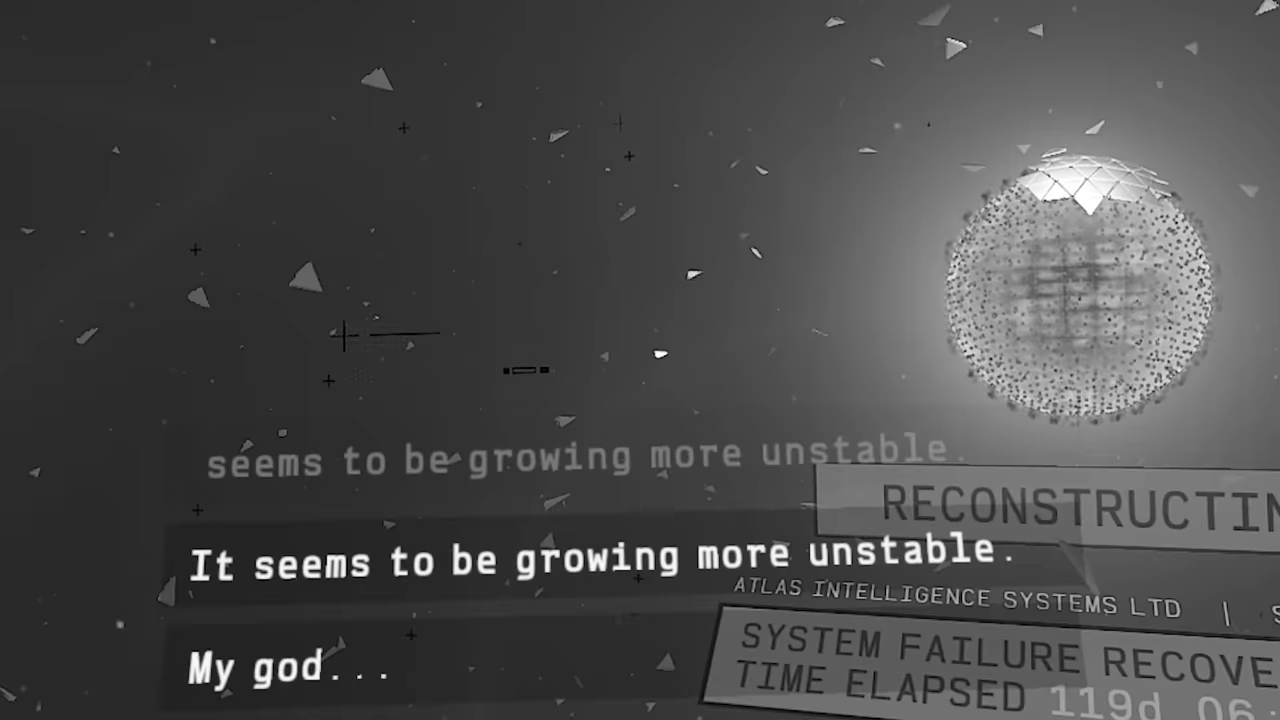 seems to be growing more unstable.
RECONSTRUCTIN
It seems to be growing more unstable.
ATLAS INTELLIGENCE SYSTEMS LTD | S
My god...
SYSTEM FAILURE RECOVE
TIME ELAPSED 119d 06: